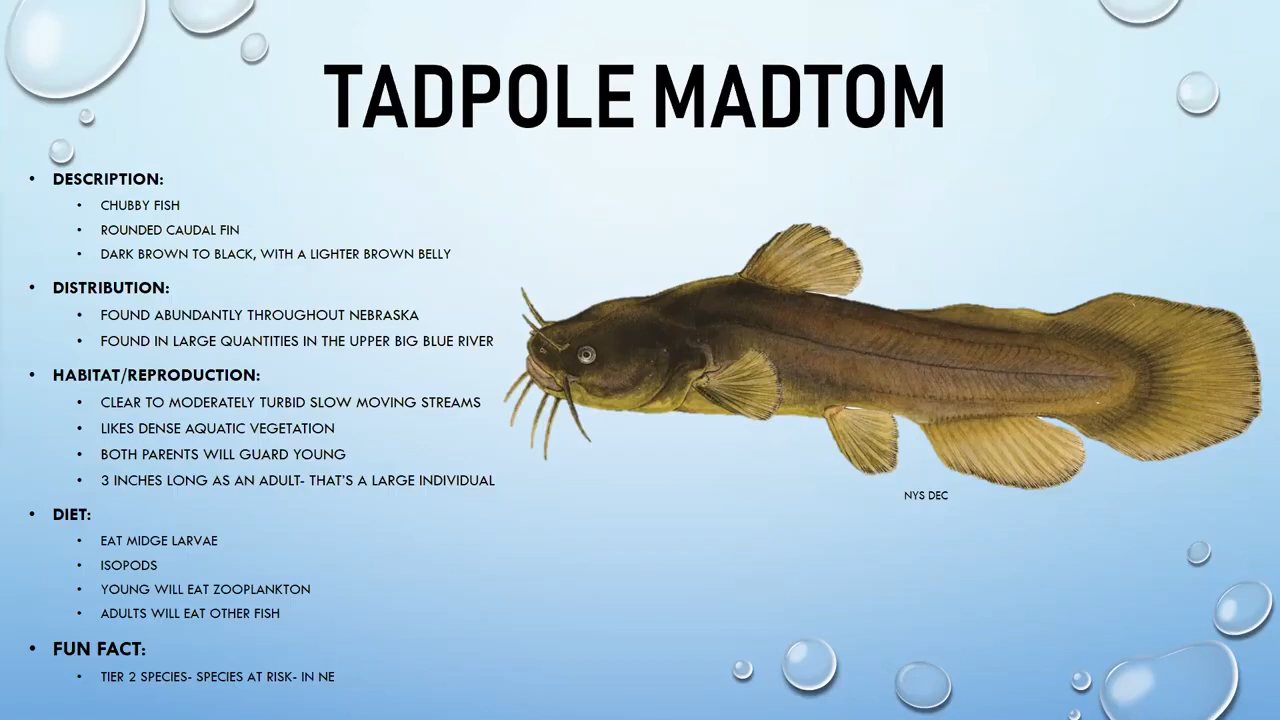 TADPOLE MADTOM
• DESCRIPTION:
• CHUBBY FISH
• ROUNDED CAUDAL FIN
• DARK BROWN TO BLACK, WITH A LIGHTER BROWN BELLY
• DISTRIBUTION:
• FOUND ABUNDANTLY THROUGHOUT NEBRASKA
• FOUND IN LARGE QUANTITIES IN THE UPPER BIG BLUE RIVER
• HABITAT/REPRODUCTION:
• CLEAR TO MODERATELY TURBID SLOW MOVING STREAMS
• LIKES DENSE AQUATIC VEGETATION
• BOTH PARENTS WILL GUARD YOUNG
• 3 INCHES LONG AS AN ADULT- THAT'S A LARGE INDIVIDUAL
• DIET:
• EAT MIDGE LARVAE
• ISOPODS
• YOUNG WILL EAT ZOOPLANKTON
• ADULTS WILL EAT OTHER FISH
• FUN FACT:
• TIER 2 SPECIES- SPECIES AT RISK- IN NE
NYS DEC